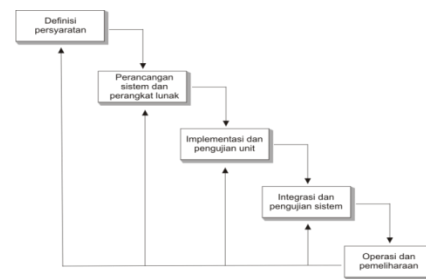 Definisi
persyaratan
Perancangan
sistem dan
perangkat lunak
Implementasi dan
pengujian unit
Integrasi dan
pengujian sistem
Operasi dan
pemeliharaan